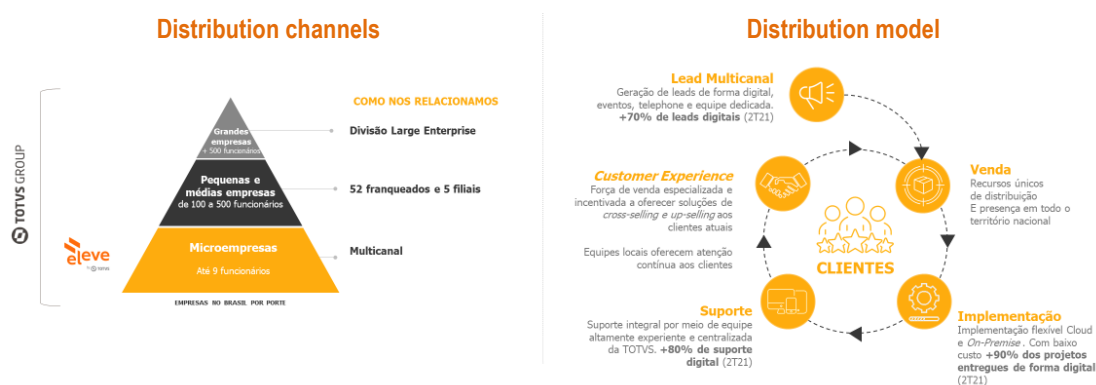 Distribution channels
COMO NOS RELACIONAMOS
Grandes
empresas
+ 500 funcionários
Divisão Large Enterprise
Pequenas e
médias empresas
de 100 a 500 funcionários
52 franqueados e 5 filiais
Microempresas
Até 9 funcionários
Multicanal
EMPRESAS NO BRASIL POR PORTE
TOTVS GROUP
eleve
by TOTVS
Distribution model
Lead Multicanal
Geração de leads de forma digital,
eventos, telephone e equipe dedicada.
+70% de leads digitais (2T21)
Customer Experience
Força de venda especializada e
incentivada a oferecer soluções de
cross-selling e up-selling aos
clientes atuais
Equipes locais oferecem atenção
contínua aos clientes
Venda
Recursos únicos
de distribuição
E presença em todo o
território nacional
CLIENTES
Suporte
Suporte integral por meio de equipe
altamente experiente e centralizada
da TOTVS. +80% de suporte
digital (2T21)
Implementação
Implementação flexível Cloud
e On-Premise . Com baixo
custo +90% dos projetos
entregues de forma digital
(2T21)